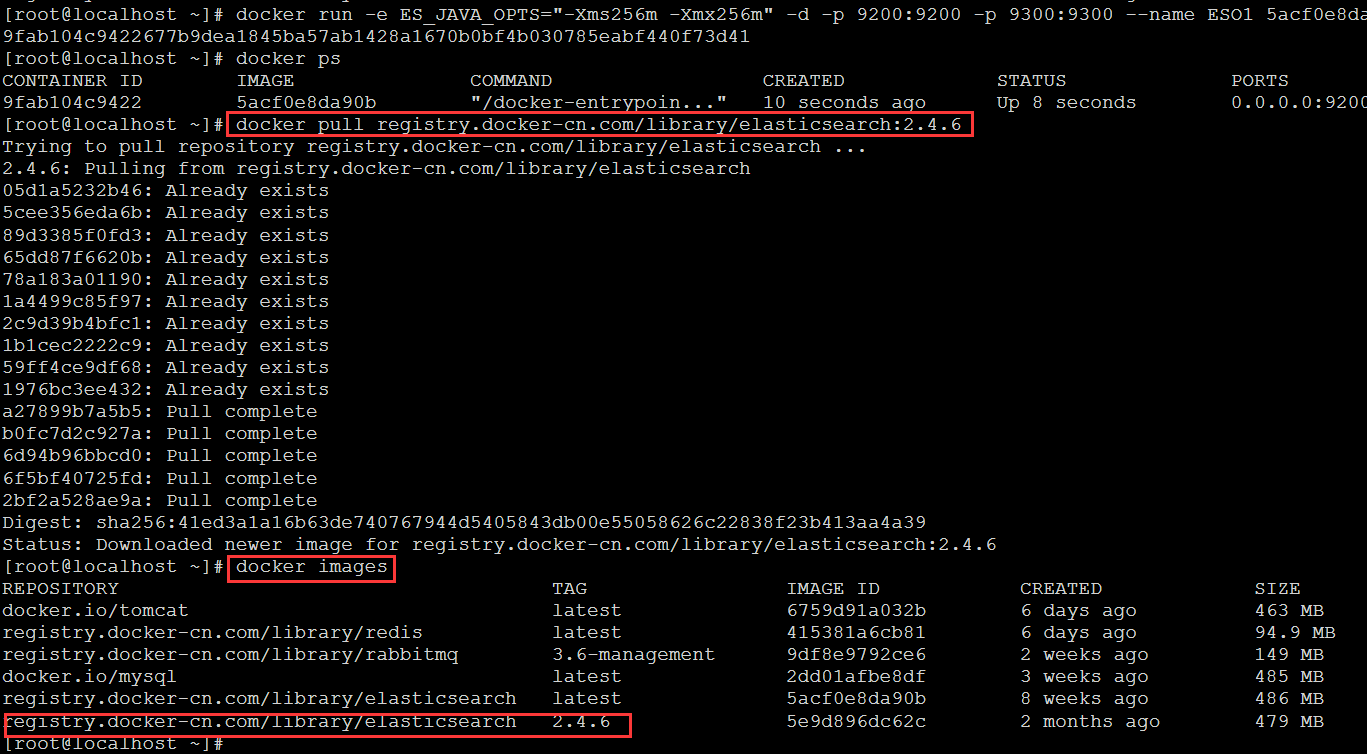 [root@localhost ~]# docker run -e ES_JAVA_OPTS="-Xms256m -Xmx256m" -d -p 9200:9200 -p 9300:9300 --name ESO1 5acf0e8da
9fab104c9422677b9dea1845ba57ab1428a1670b0bf4b030785eabf440f73d41
[root@localhost ~]# docker ps
CONTAINER ID IMAGE COMMAND CREATED STATUS PORTS
9fab104c9422 5acf0e8da90b "/docker-entrypoin..." 10 seconds ago Up 8 seconds 0.0.0.0:9200
[root@localhost ~]# docker pull registry.docker-cn.com/library/elasticsearch:2.4.6
Trying to pull repository registry.docker-cn.com/library/elasticsearch ...
2.4.6: Pulling from registry.docker-cn.com/library/elasticsearch
05d1a5232b46: Already exists
5cee356eda6b: Already exists
89d3385f0fd3: Already exists
65dd87f6620b: Already exists
78a183a01190: Already exists
1a4499c85f97: Already exists
2c9d39b4bfc1: Already exists
1b1cec2222c9: Already exists
59ff4ce9df68: Already exists
1976bc3ee432: Already exists
a27899b7a5b5: Pull complete
b0fc7d2c927a: Pull complete
6d94b96bbcd0: Pull complete
6f5bf40725fd: Pull complete
2bf2a528ae9a: Pull complete
Digest: sha256:41ed3a1a16b63de740767944d5405843db00e55058626c22838f23b413aa4a39
Status: Downloaded newer image for registry.docker-cn.com/library/elasticsearch:2.4.6
[root@localhost ~]# docker images
REPOSITORY TAG IMAGE ID CREATED SIZE
docker.io/tomcat latest 6759d91a032b 6 days ago 463 MB
registry.docker-cn.com/library/redis latest 415381a6cb81 6 days ago 94.9 MB
registry.docker-cn.com/library/rabbitmq 3.6-management 9df8e9792ce6 2 weeks ago 149 MB
docker.io/mysql latest 2dd01afbe8df 3 weeks ago 485 MB
registry.docker-cn.com/library/elasticsearch latest 5acf0e8da90b 8 weeks ago 486 MB
registry.docker-cn.com/library/elasticsearch 2.4.6 5e9d896dc62c 2 months ago 479 MB
[root@localhost ~]#